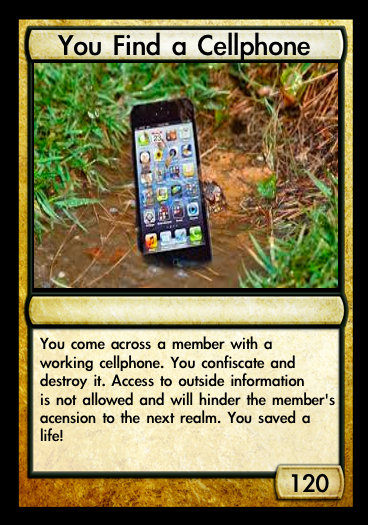 You Find a Cellphone
You come across a member with a
working cellphone. You confiscate and
destroy it. Access to outside information
is not allowed and will hinder the member's
acension to the next realm. You saved a
life!
120